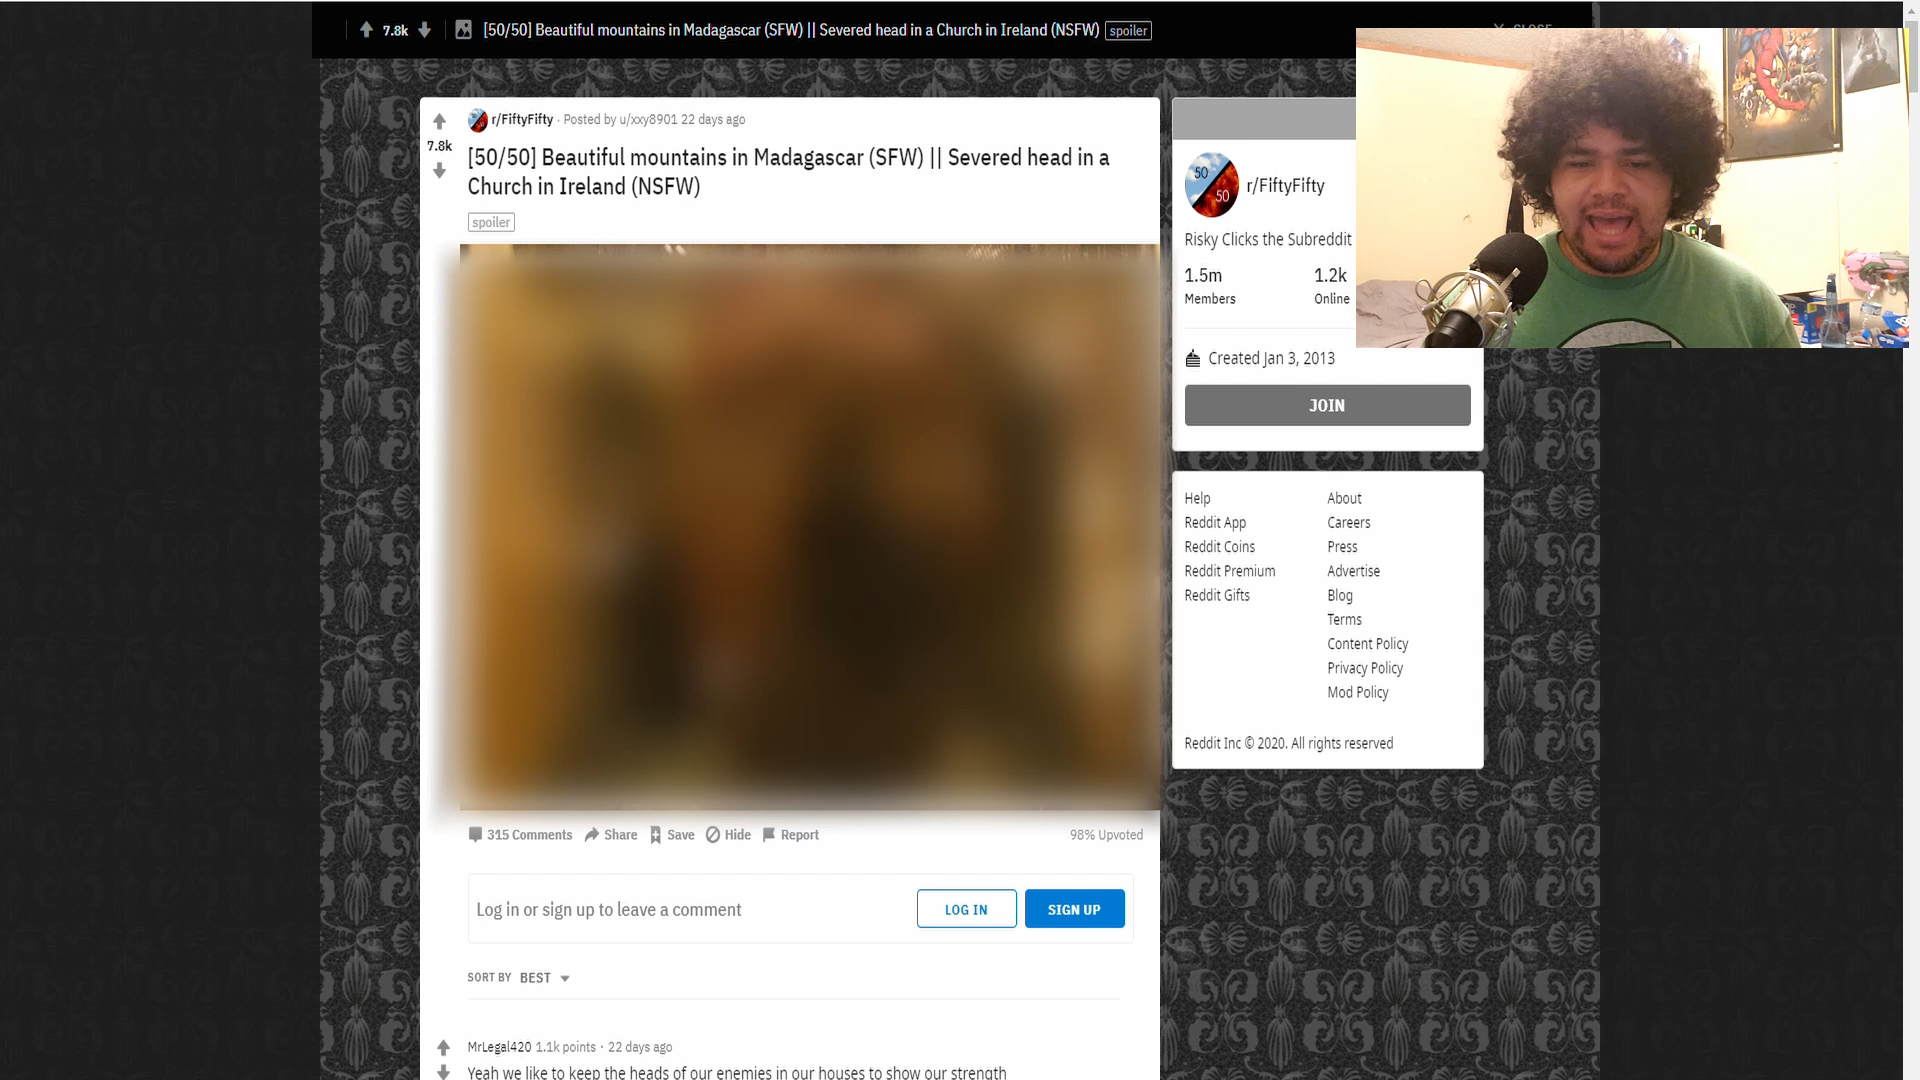 7.8k [50/50] Beautiful mountains in Madagascar (SFW) || Severed head in a Church in Ireland (NSFW) spoiler
CLOSE
r/FiftyFifty · Posted by u/xxy8901 22 days ago
7.8k
[50/50] Beautiful mountains in Madagascar (SFW) || Severed head in a
Church in Ireland (NSFW)
spoiler
315 Comments Share Save Hide Report 98% Upvoted
Log in or sign up to leave a comment LOG IN SIGN UP
SORT BY BEST
MrLegal420 1.1k points · 22 days ago
Yeah we like to keep the heads of our enemies in our houses to show our strength
50
50
r/FiftyFifty
Risky Clicks the Subreddit
1.5m 1.2k
Members Online
Created Jan 3, 2013
JOIN
Help About
Reddit App Careers
Reddit Coins Press
Reddit Premium Advertise
Reddit Gifts Blog
Terms
Content Policy
Privacy Policy
Mod Policy
Reddit Inc © 2020. All rights reserved